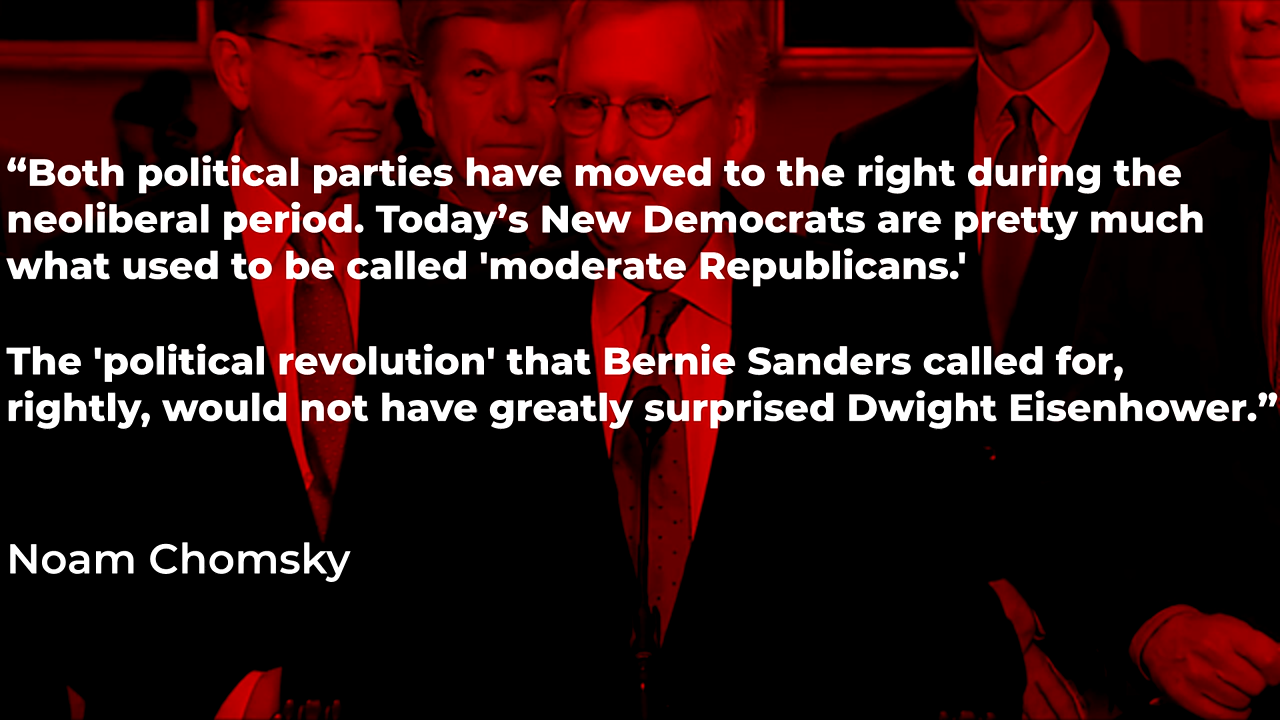 “Both political parties have moved to the right during the
neoliberal period. Today’s New Democrats are pretty much
what used to be called 'moderate Republicans.'
The 'political revolution' that Bernie Sanders called for,
rightly, would not have greatly surprised Dwight Eisenhower.”
Noam Chomsky